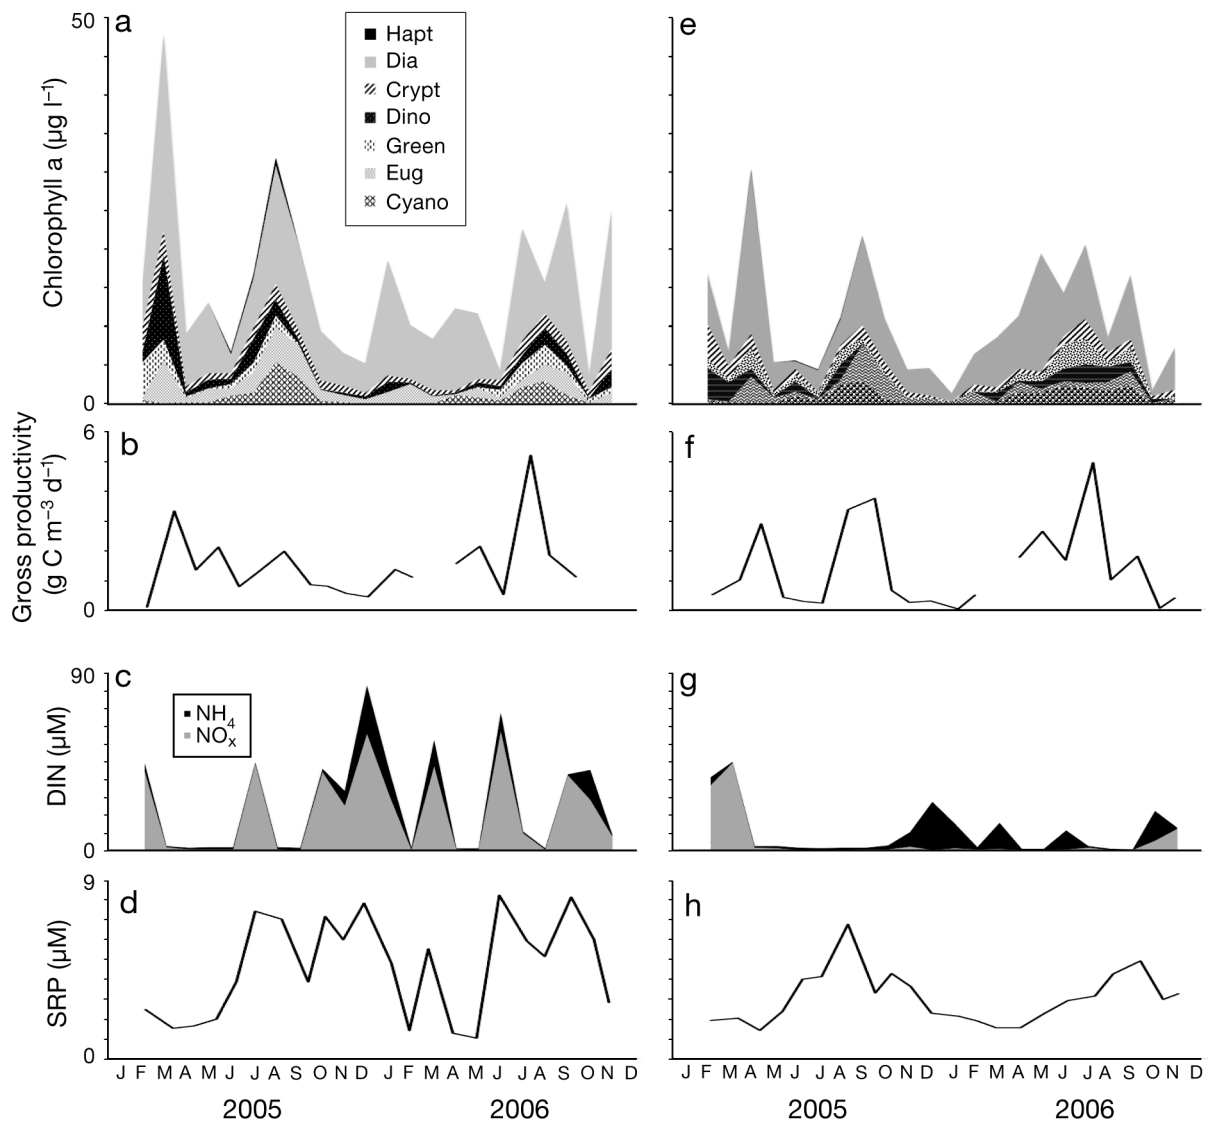 50
a
Hapt
Dia
Crypt
Dino
Green
Eug
Cyano
e
Chlorophyll a (µg l⁻¹)
0
6
b
f
Gross productivity
(g C m⁻³ d⁻¹)
0
90
c
NH₄
NOₓ
g
DIN (µM)
0
9
d
h
SRP (µM)
0
J F M A M J J A S O N D J F M A M J J A S O N D
J F M A M J J A S O N D J F M A M J J A S O N D
2005 2006
2005 2006